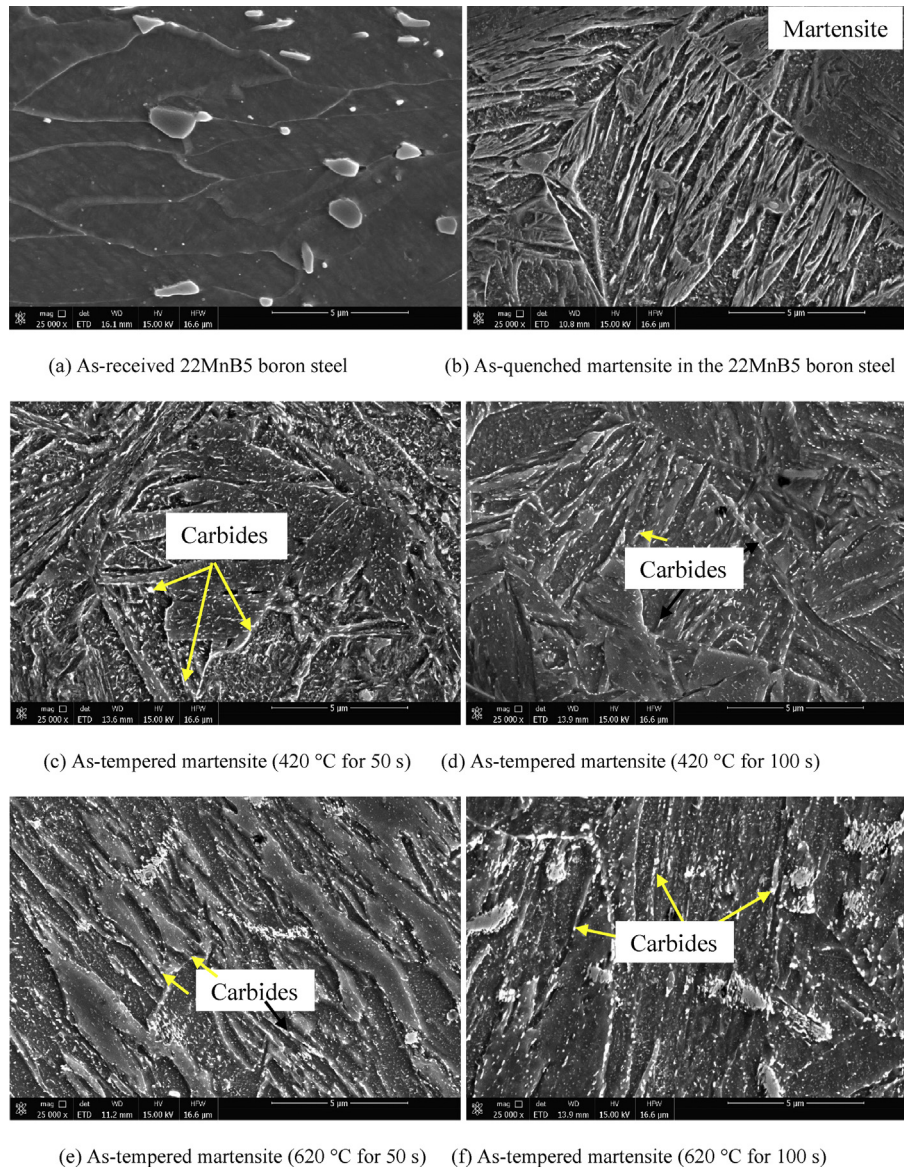 Martensite
mag det WD HV HFW 5 µm
25 000 x ETD 16.1 mm 15.00 kV 16.6 µm
mag det WD HV HFW 5 µm
25 000 x ETD 10.8 mm 15.00 kV 16.6 µm
(a) As-received 22MnB5 boron steel
(b) As-quenched martensite in the 22MnB5 boron steel
Carbides
Carbides
mag det WD HV HFW 5 µm
25 000 x ETD 13.6 mm 15.00 kV 16.6 µm
mag det WD HV HFW 5 µm
25 000 x ETD 13.9 mm 15.00 kV 16.6 µm
(c) As-tempered martensite (420 °C for 50 s)
(d) As-tempered martensite (420 °C for 100 s)
Carbides
Carbides
mag det WD HV HFW 5 µm
25 000 x ETD 11.2 mm 15.00 kV 16.6 µm
mag det WD HV HFW 5 µm
25 000 x ETD 13.9 mm 15.00 kV 16.6 µm
(e) As-tempered martensite (620 °C for 50 s)
(f) As-tempered martensite (620 °C for 100 s)